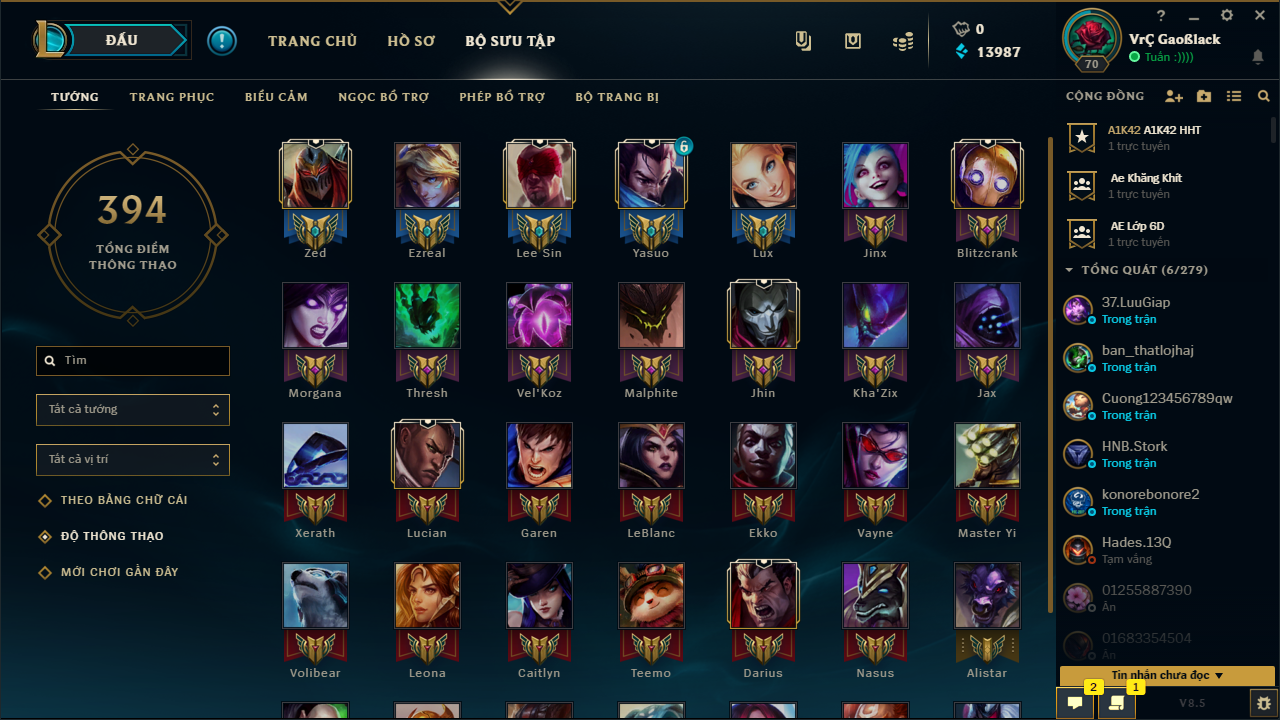 ĐẤU
!
TRANG CHỦ
HỒ SƠ
BỘ SƯU TẬP
0
13987
?
VrÇ Gaoßlack
Tuấn :))))
70
TƯỚNG
TRANG PHỤC
BIỂU CẢM
NGỌC BỔ TRỢ
PHÉP BỔ TRỢ
BỘ TRANG BỊ
394
TỔNG ĐIỂM
THÔNG THẠO
Tìm
Tất cả tướng
Tất cả vị trí
THEO BẢNG CHỮ CÁI
ĐỘ THÔNG THẠO
MỚI CHƠI GẦN ĐÂY
6
Zed
Ezreal
Lee Sin
Yasuo
Lux
Jinx
Blitzcrank
Morgana
Thresh
Vel'Koz
Malphite
Jhin
Kha'Zix
Jax
Xerath
Lucian
Garen
LeBlanc
Ekko
Vayne
Master Yi
Volibear
Leona
Caitlyn
Teemo
Darius
Nasus
Alistar
CỘNG ĐỒNG
A1K42 A1K42 HHT
1 trực tuyến
Ae Khăng Khít
1 trực tuyến
AE Lớp 6D
1 trực tuyến
TỔNG QUÁT (6/279)
37.LuuGiap
Trong trận
ban_thatlojhaj
Trong trận
Cuong123456789qw
Trong trận
HNB.Stork
Trong trận
konorebonore2
Trong trận
Hades.13Q
Tạm vắng
01255887390
Ẩn
01683354504
Ẩn
Tin nhắn chưa đọc
2
1
V8.5